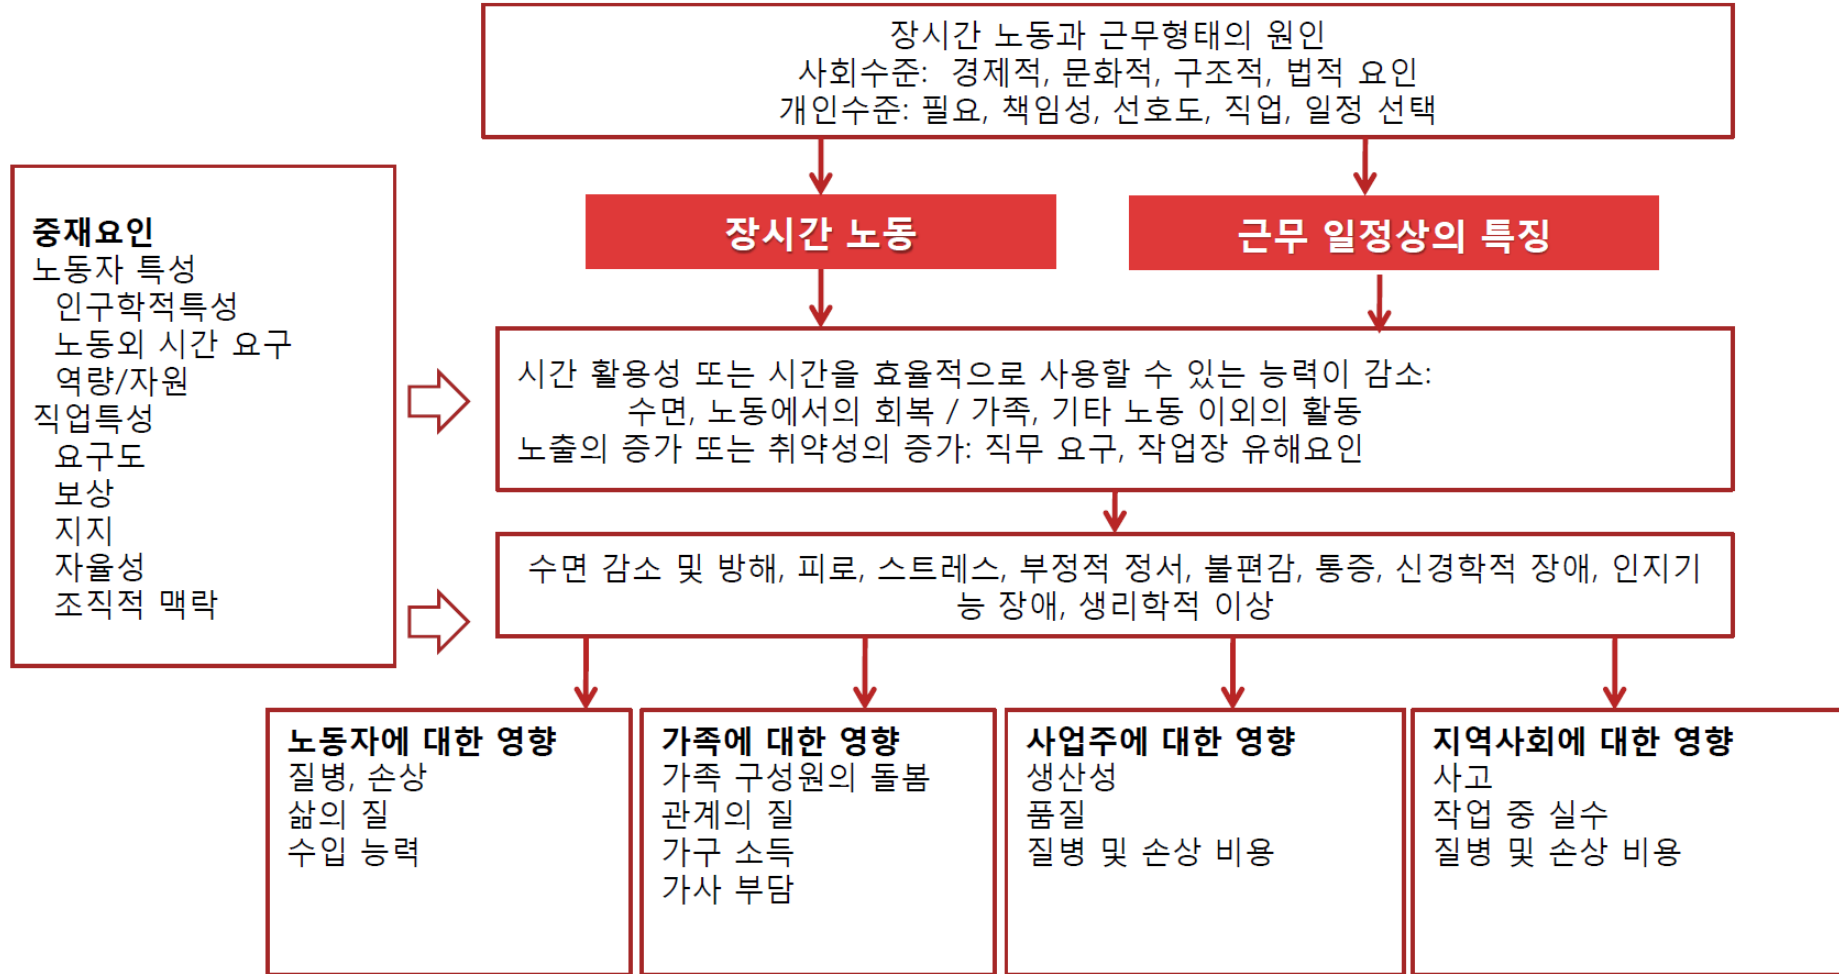 장시간 노동과 근무형태의 원인
사회수준: 경제적, 문화적, 구조적, 법적 요인
개인수준: 필요, 책임성, 선호도, 직업, 일정 선택
장시간 노동
근무 일정상의 특징
중재요인
노동자 특성
인구학적특성
노동외 시간 요구
역량/자원
직업특성
요구도
보상
지지
자율성
조직적 맥락
시간 활용성 또는 시간을 효율적으로 사용할 수 있는 능력이 감소:
수면, 노동에서의 회복 / 가족, 기타 노동 이외의 활동
노출의 증가 또는 취약성의 증가: 직무 요구, 작업장 유해요인
수면 감소 및 방해, 피로, 스트레스, 부정적 정서, 불편감, 통증, 신경학적 장애, 인지기
능 장애, 생리학적 이상
노동자에 대한 영향
질병, 손상
삶의 질
수입 능력
가족에 대한 영향
가족 구성원의 돌봄
관계의 질
가구 소득
가사 부담
사업주에 대한 영향
생산성
품질
질병 및 손상 비용
지역사회에 대한 영향
사고
작업 중 실수
질병 및 손상 비용